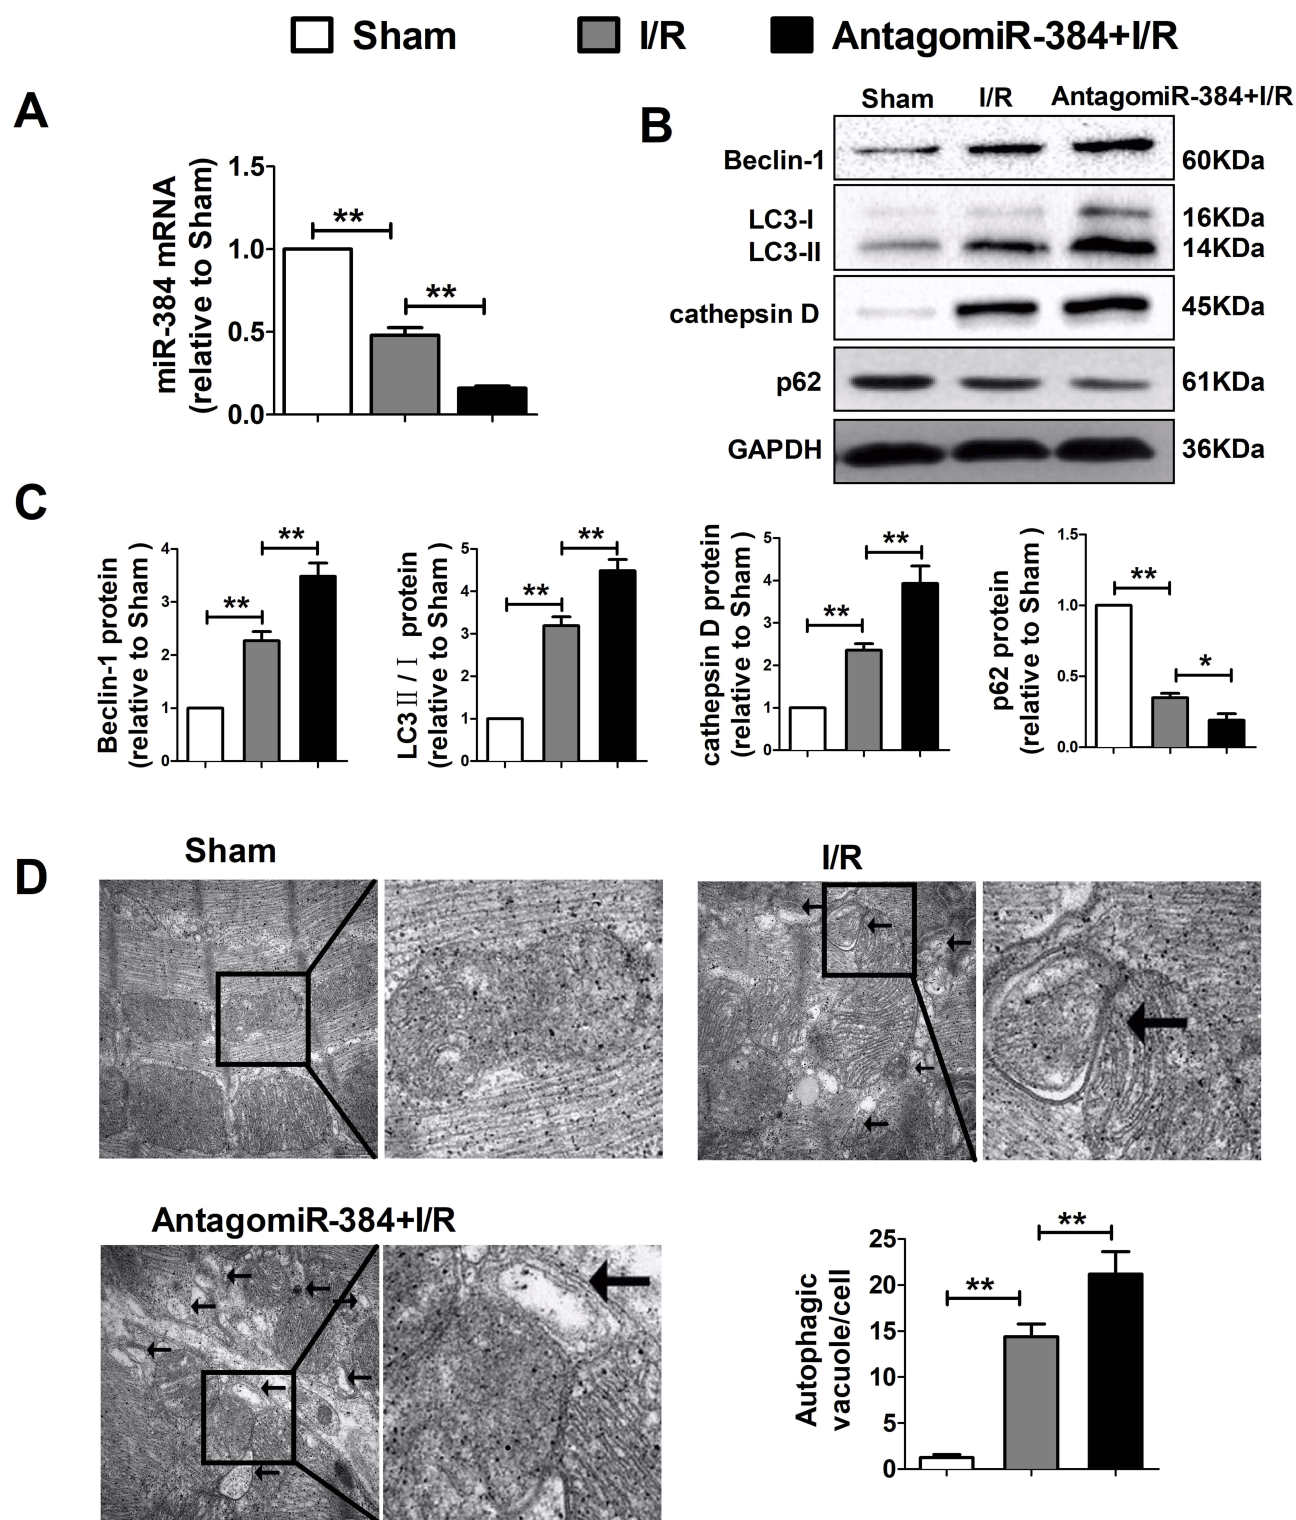 Sham I/R AntagomiR-384+I/R
A
miR-384 mRNA
(relative to Sham)
1.5
1.0
0.5
0.0
**
**
B
Sham I/R AntagomiR-384+I/R
Beclin-1 60KDa
LC3-I 16KDa
LC3-II 14KDa
cathepsin D 45KDa
p62 61KDa
GAPDH 36KDa
C
Beclin-1 protein
(relative to Sham )
4
3
2
1
0
**
**
LC3 II / I protein
(relative to Sham )
5
4
3
2
1
0
**
**
cathepsin D protein
(relative to Sham )
5
4
3
2
1
0
**
**
p62 protein
(relative to Sham )
1.5
1.0
0.5
0.0
**
*
D
Sham
I/R
AntagomiR-384+I/R
Autophagic
vacuole/cell
25
20
15
10
5
0
**
**